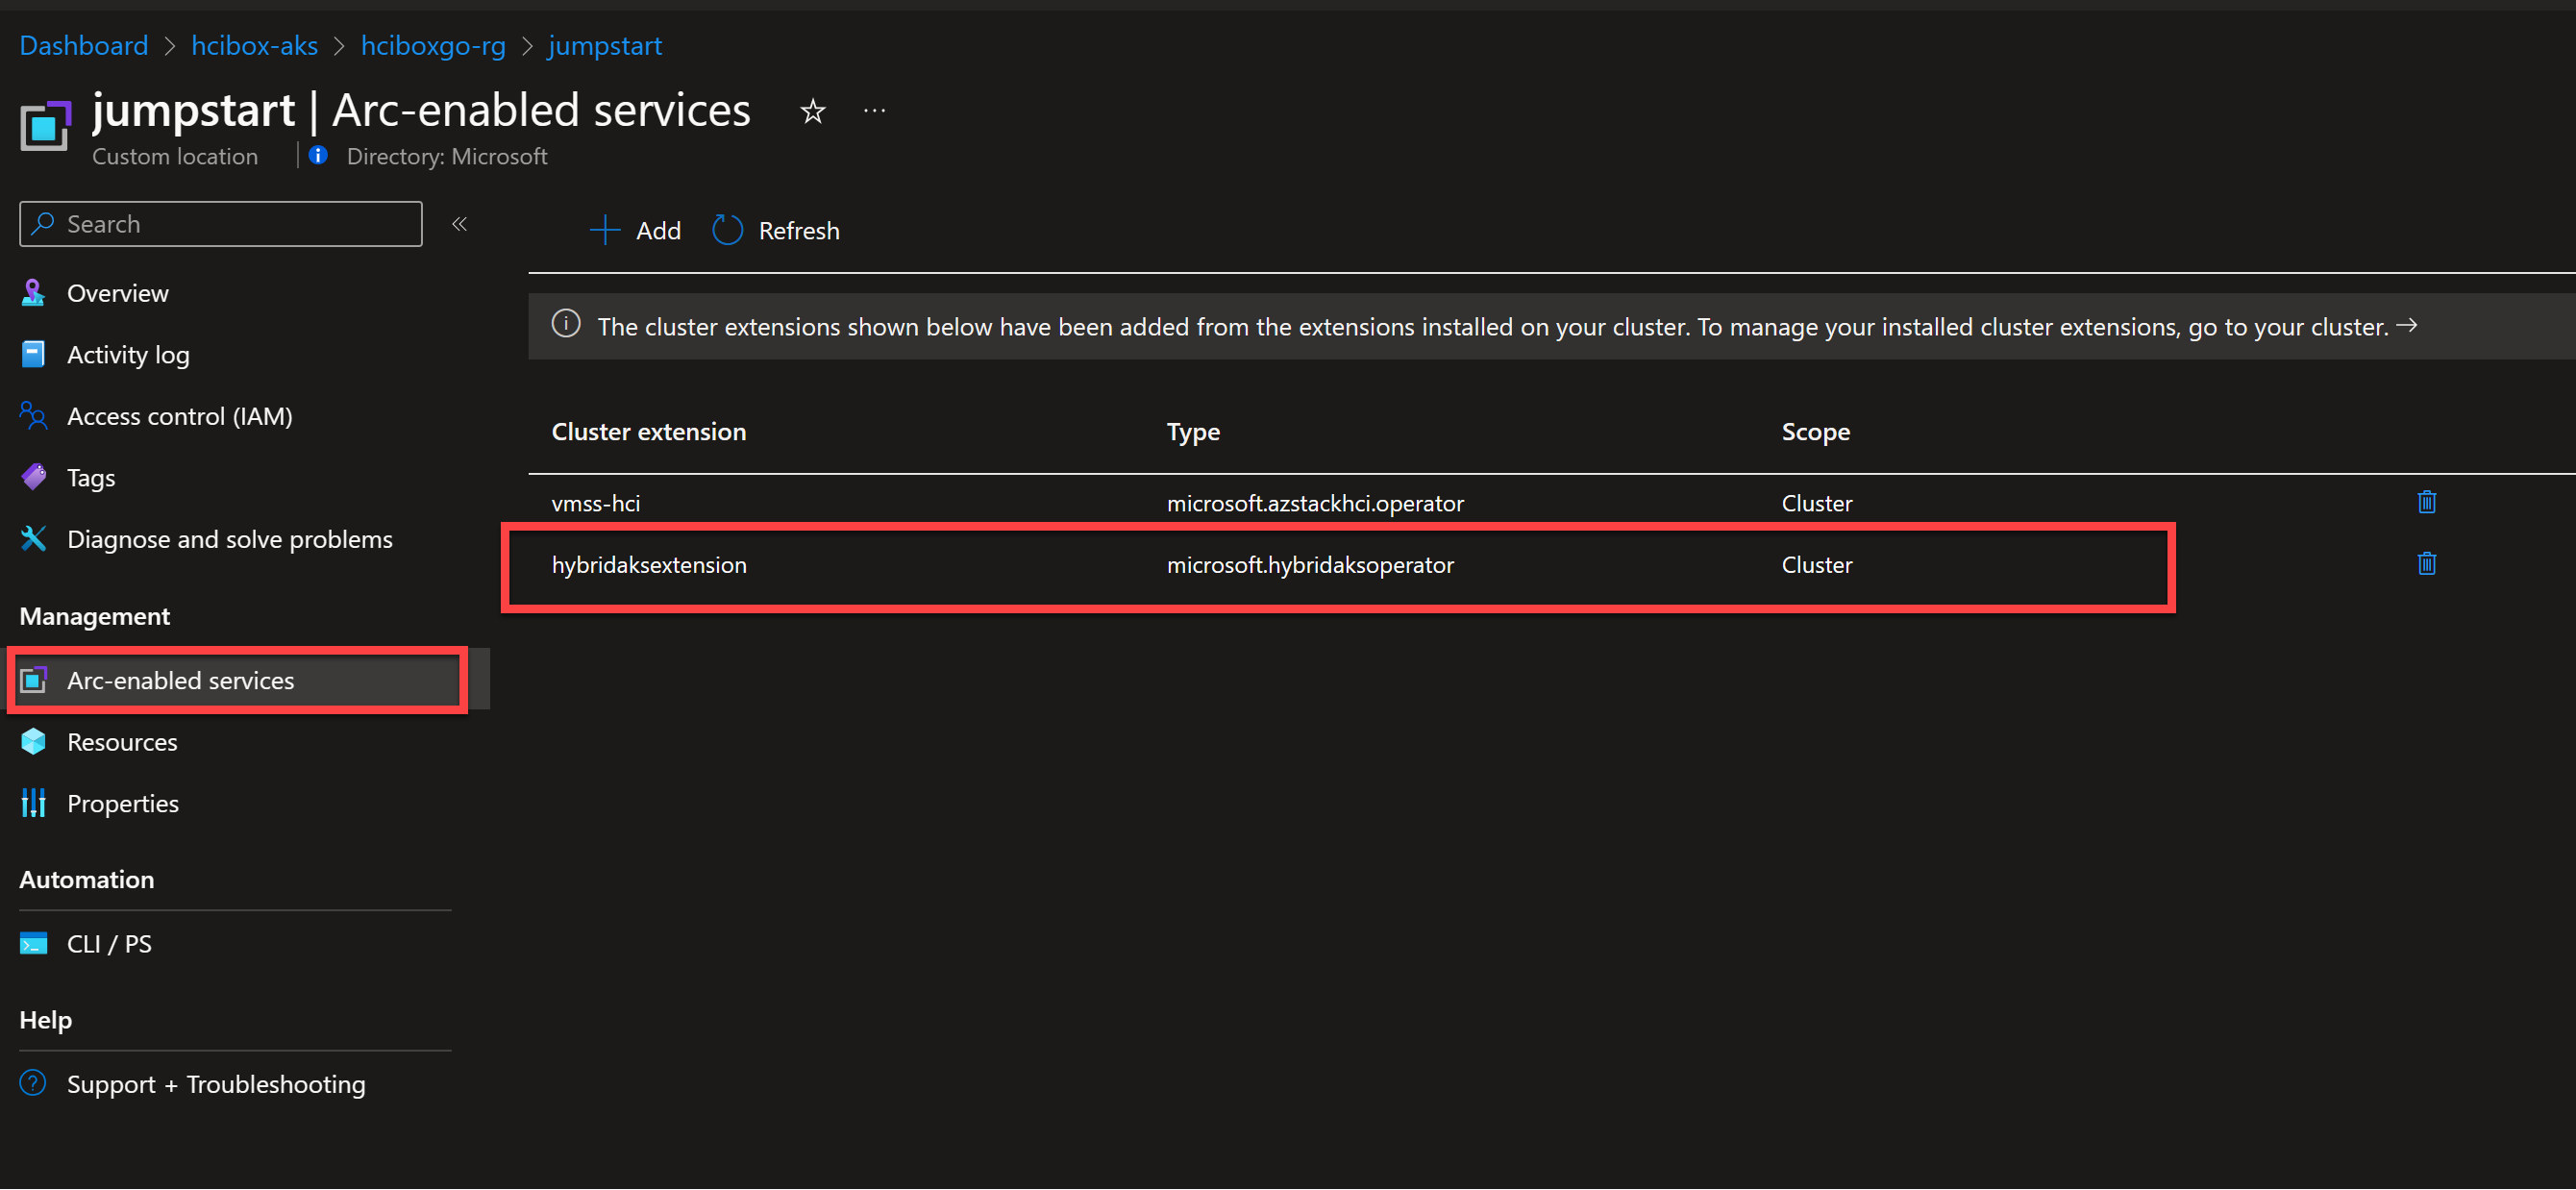 Dashboard > hcibox-aks > hciboxgo-rg > jumpstart
jumpstart | Arc-enabled services
Custom location | Directory: Microsoft
Search
Add Refresh
Overview
Activity log
Access control (IAM)
Tags
Diagnose and solve problems
Management
Arc-enabled services
Resources
Properties
Automation
CLI / PS
Help
Support + Troubleshooting
The cluster extensions shown below have been added from the extensions installed on your cluster. To manage your installed cluster extensions, go to your cluster. →
Cluster extension Type Scope
vmss-hci microsoft.azstackhci.operator Cluster
hybridaksextension microsoft.hybridaksoperator Cluster